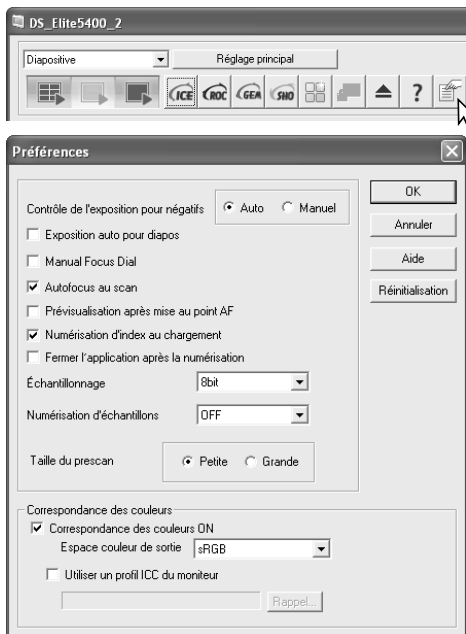 DS_Elite5400_2
Diapositive
Réglage principal
ICE ROC GEM SHO ?
Préférences
Contrôle de l'exposition pour négatifs
Auto Manuel
Exposition auto pour diapos
Manual Focus Dial
Autofocus au scan
Prévisualisation après mise au point AF
Numérisation d'index au chargement
Fermer l'application après la numérisation
Échantillonnage 8bit
Numérisation d'échantillons OFF
Taille du prescan Petite Grande
OK
Annuler
Aide
Réinitialisation
Correspondance des couleurs
Correspondance des couleurs ON
Espace couleur de sortie sRGB
Utiliser un profil ICC du moniteur
Rappel...